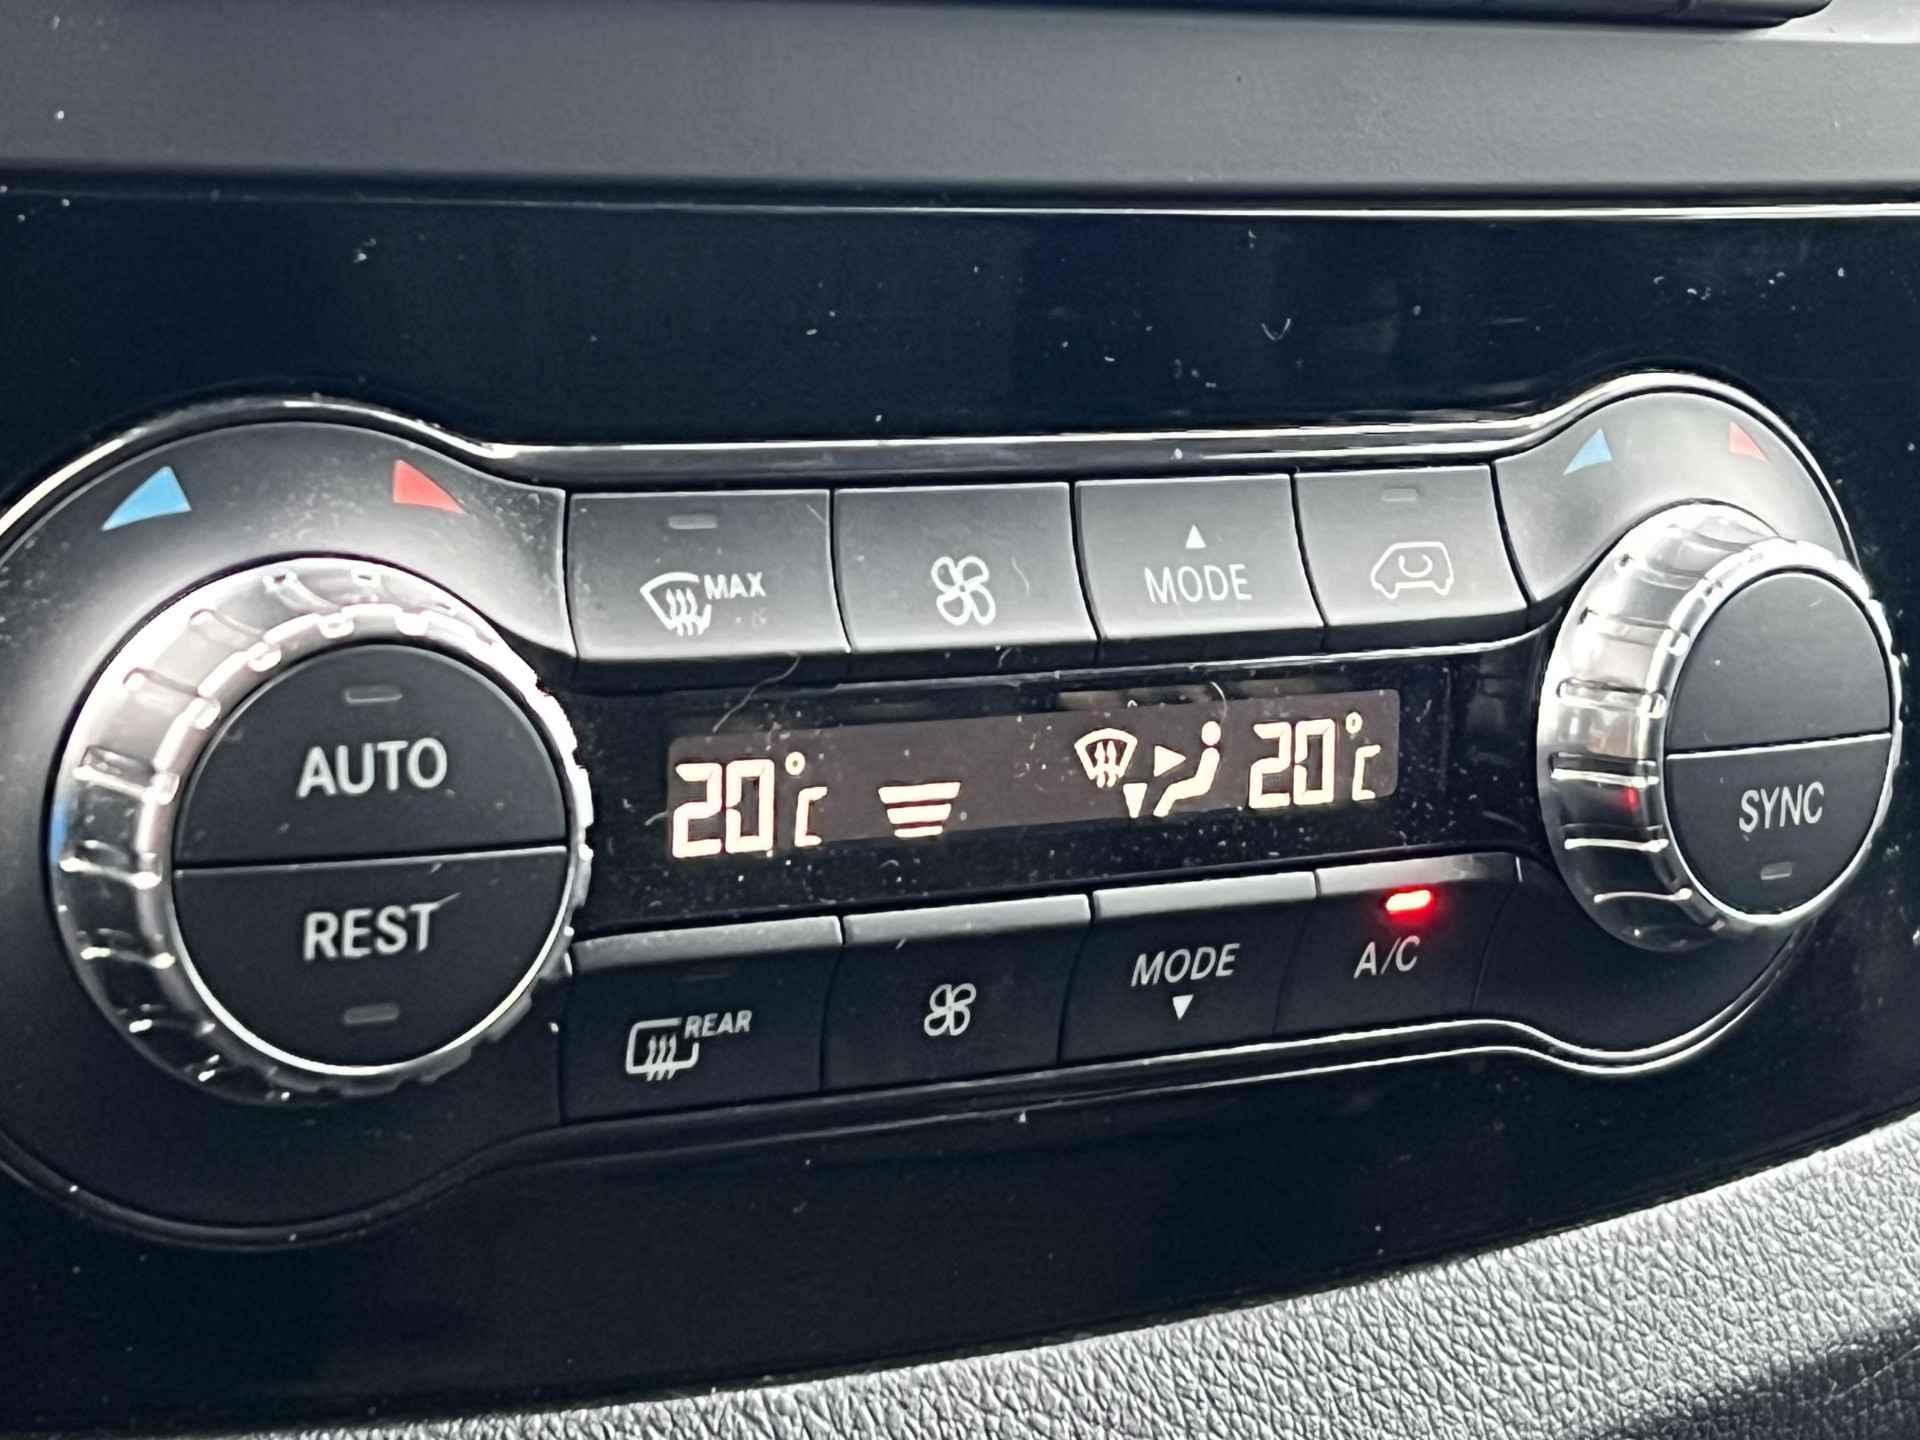 MAX
MODE
AUTO
20°C
20°C
SYNC
REST
REAR
MODE
A/C